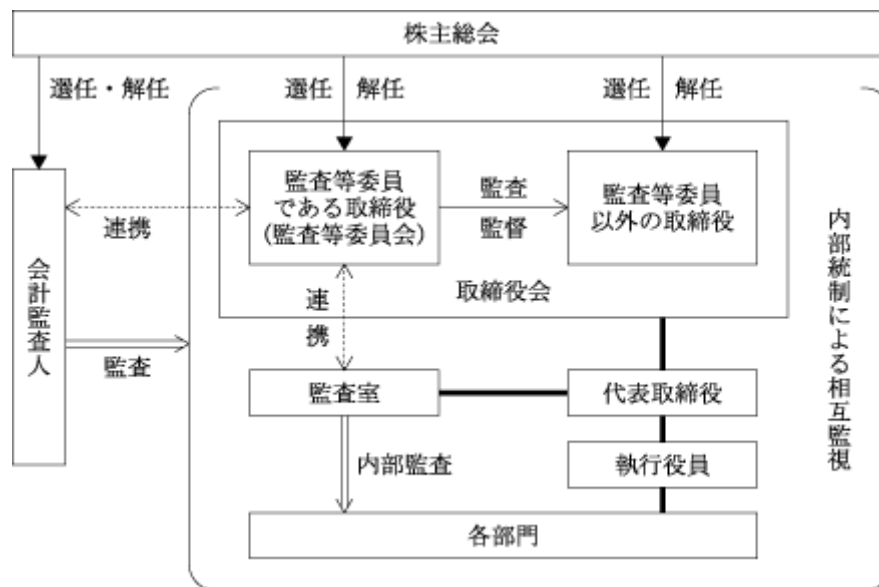 株主総会
選任・解任
選任 解任
選任 解任
監査等委員
である取締役
(監査等委員会)
監査
監督
監査等委員
以外の取締役
連携
取締役会
連携
会計監査人
監査
監査室
代表取締役
内部監査
執行役員
各部門
内部統制による相互監視